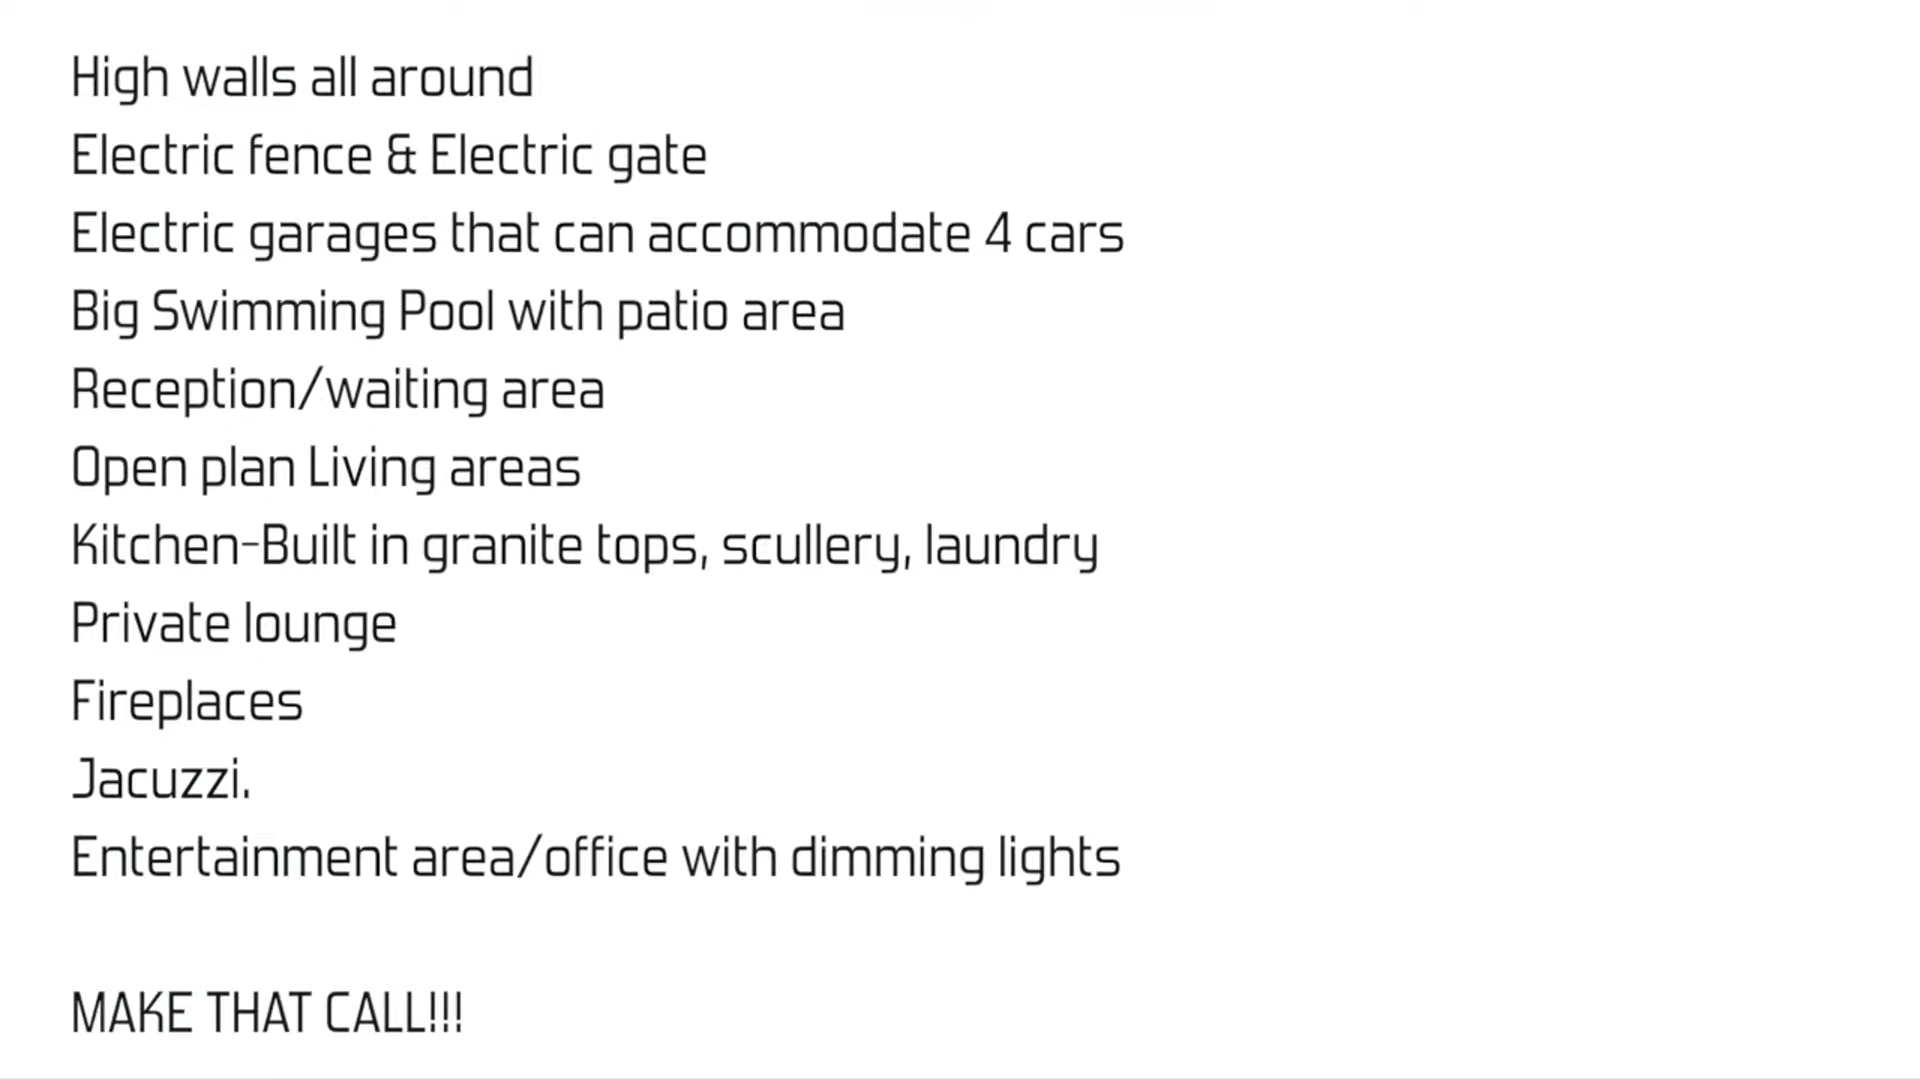 High walls all around
Electric fence & Electric gate
Electric garages that can accommodate 4 cars
Big Swimming Pool with patio area
Reception/waiting area
Open plan Living areas
Kitchen-Built in granite tops, scullery, laundry
Private lounge
Fireplaces
Jacuzzi.
Entertainment area/office with dimming lights
MAKE THAT CALL!!!